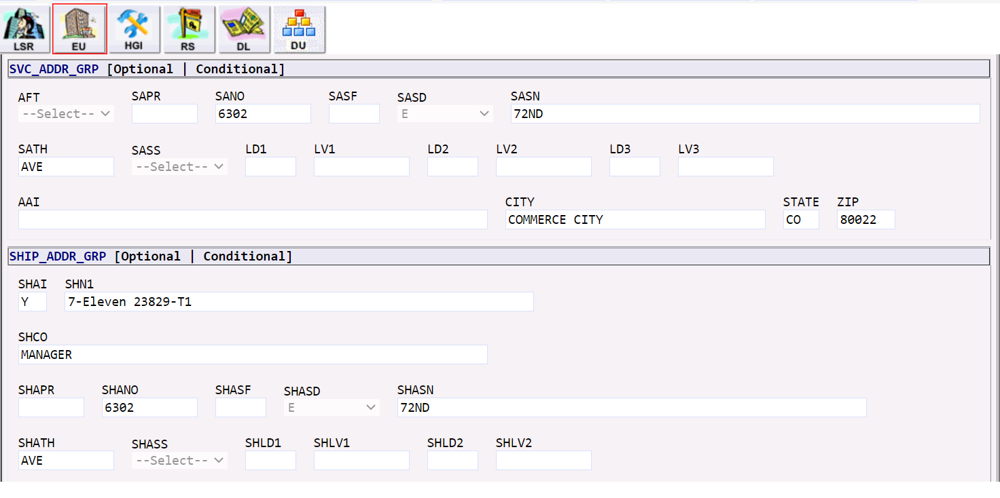 LSR EU HGI RS DL DU
SVC_ADDR_GRP [Optional | Conditional]
AFT SAPR SANO SASF SASD SASN
--Select-- 6302 E 72ND
SATH SASS LD1 LV1 LD2 LV2 LD3 LV3
AVE --Select--
AAI CITY STATE ZIP
COMMERCE CITY CO 80022
SHIP_ADDR_GRP [Optional | Conditional]
SHAI SHN1
Y 7-Eleven 23829-T1
SHCO
MANAGER
SHAPR SHANO SHASF SHASD SHASN
6302 E 72ND
SHATH SHASS SHLD1 SHLV1 SHLD2 SHLV2
AVE --Select--